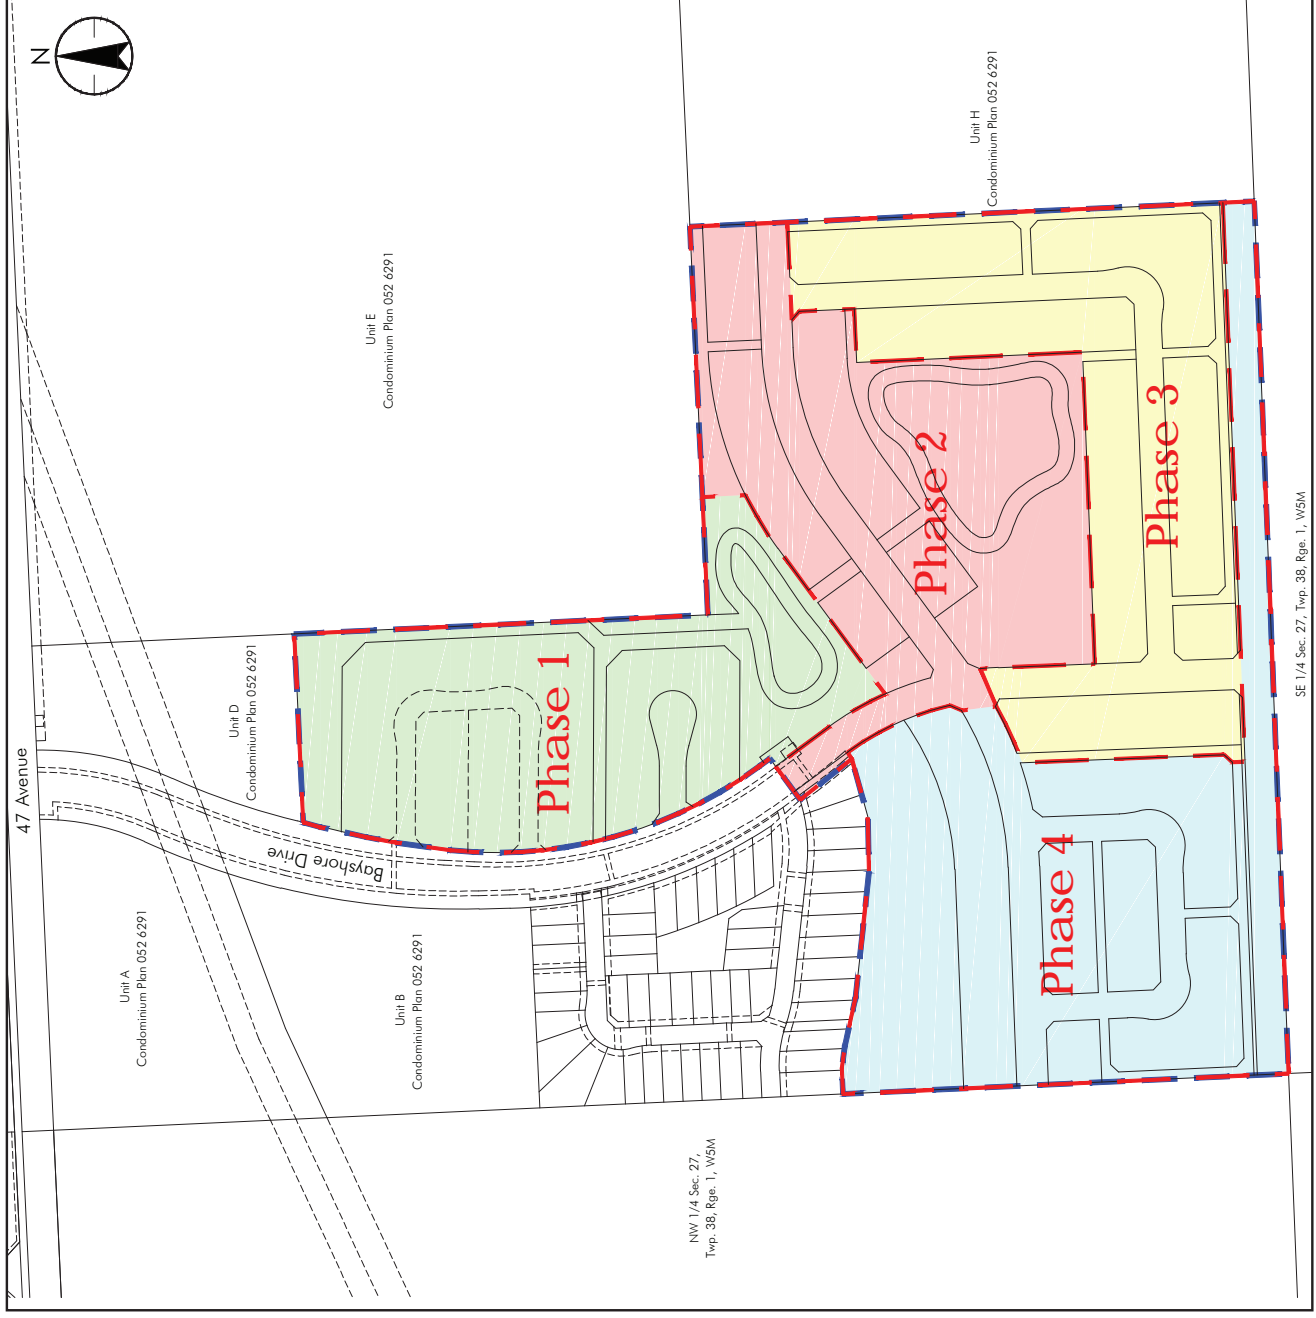 N
47 Avenue
Unit A
Condominium Plan 052 6291
Unit D
Condominium Plan 052 6291
Bayshore Drive
Unit E
Condominium Plan 052 6291
Unit B
Condominium Plan 052 6291
Unit H
Condominium Plan 052 6291
Phase 1
Phase 2
Phase 3
Phase 4
NW 1/4 Sec. 27,
Twp. 38, Rge. 1, W5M
SE 1/4 Sec. 27, Twp. 38, Rge. 1, W5M